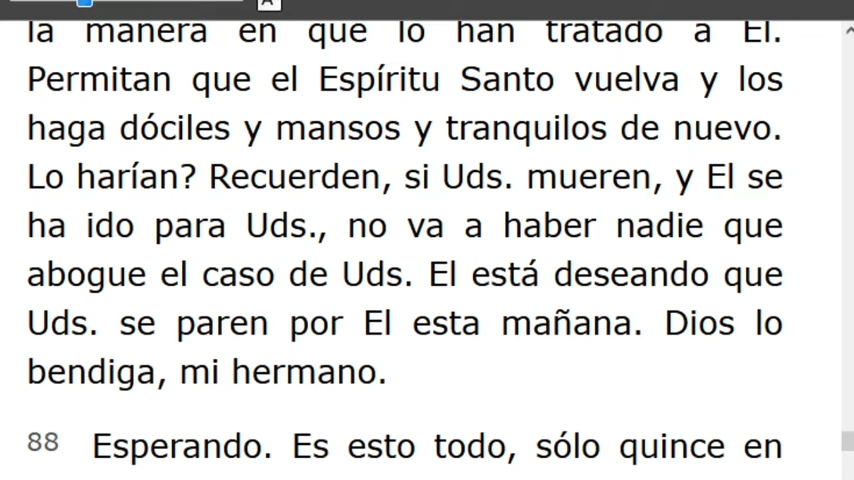 la manera en que lo han tratado a El.
Permitan que el Espíritu Santo vuelva y los
haga dóciles y mansos y tranquilos de nuevo.
Lo harían? Recuerden, si Uds. mueren, y El se
ha ido para Uds., no va a haber nadie que
abogue el caso de Uds. El está deseando que
Uds. se paren por El esta mañana. Dios lo
bendiga, mi hermano.
88 Esperando. Es esto todo, sólo quince en